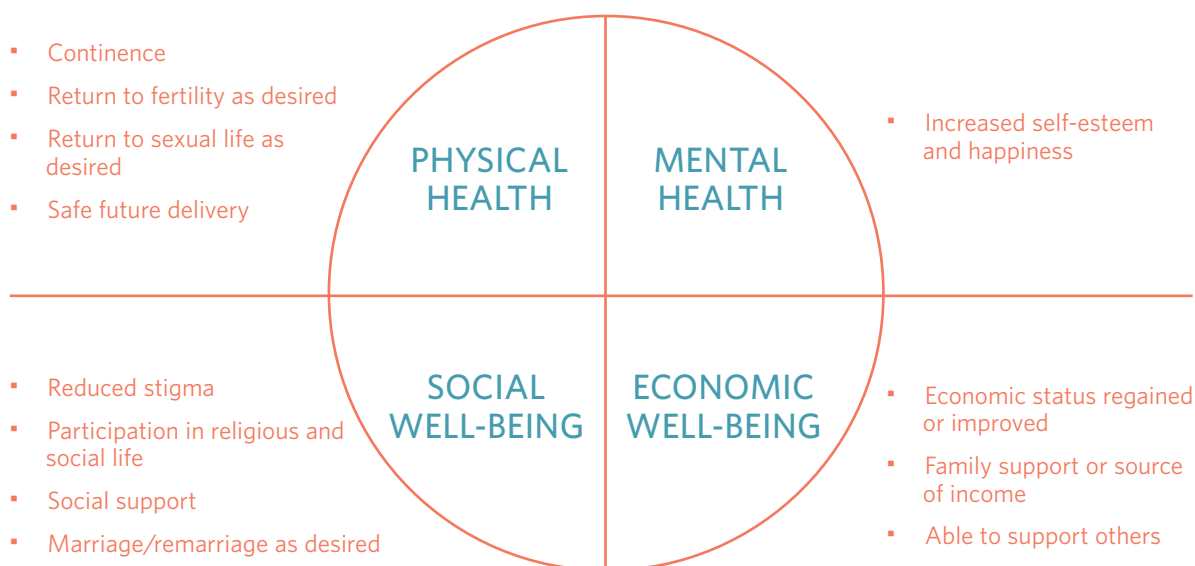 ▪ Continence
▪ Return to fertility as desired
▪ Return to sexual life as
desired
▪ Safe future delivery
PHYSICAL
HEALTH
MENTAL
HEALTH
▪ Increased self-esteem
and happiness
▪ Reduced stigma
▪ Participation in religious and
social life
▪ Social support
▪ Marriage/remarriage as desired
SOCIAL
WELL-BEING
ECONOMIC
WELL-BEING
▪ Economic status regained
or improved
▪ Family support or source
of income
▪ Able to support others